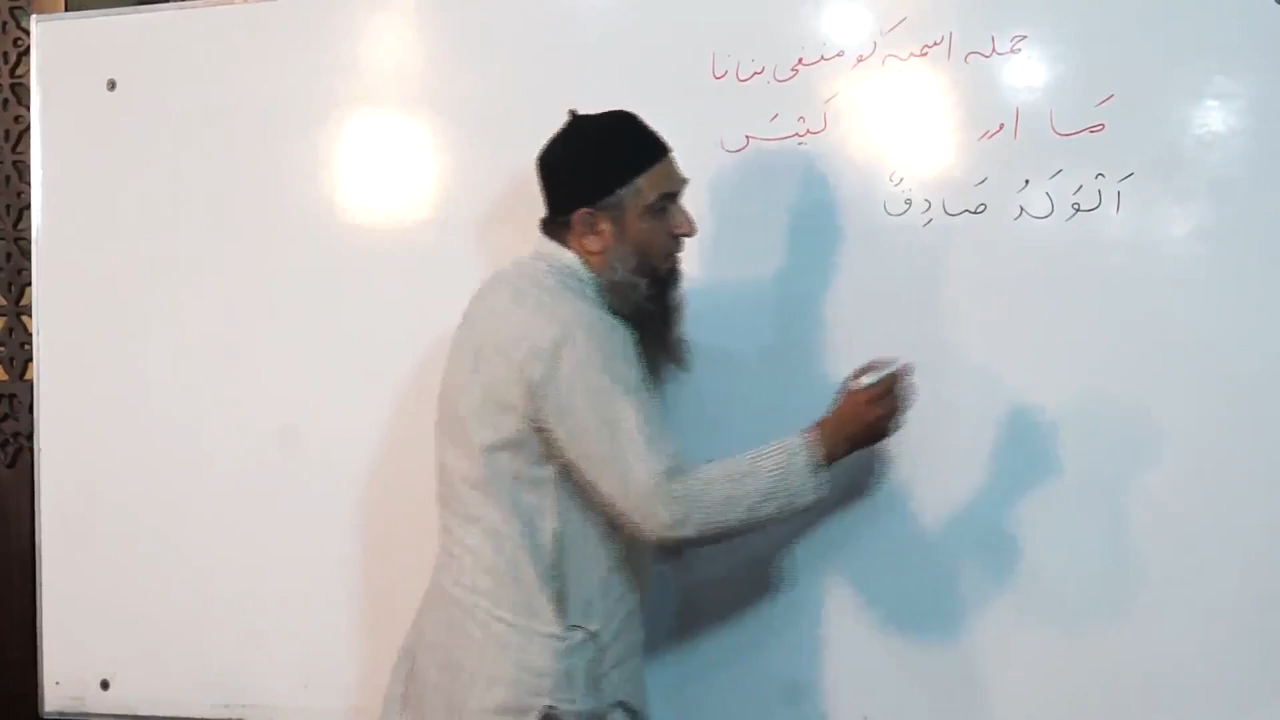 جملہ اسمیہ کو منفی بنانا
مَا اور لَیْسَ
اَلْوَلَدُ صَادِقٌ